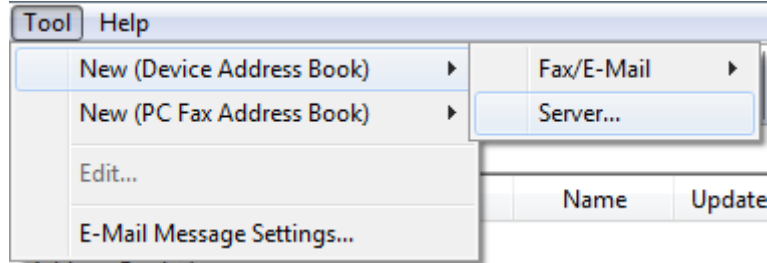 Tool Help
New (Device Address Book)
Fax/E-Mail
New (PC Fax Address Book)
Server...
Edit...
Name Update
E-Mail Message Settings...